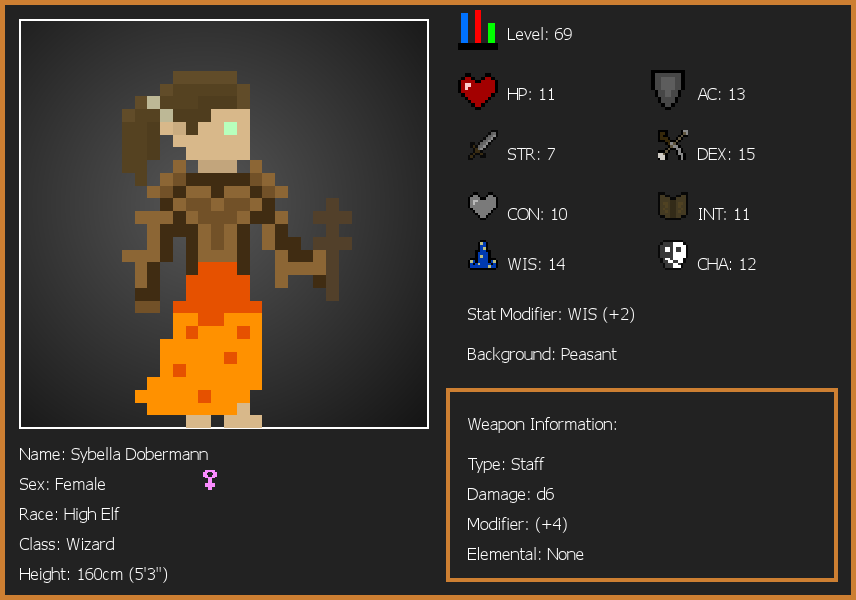 Level: 69
HP: 11
AC: 13
STR: 7
DEX: 15
CON: 10
INT: 11
WIS: 14
CHA: 12
Stat Modifier: WIS (+2)
Background: Peasant
Weapon Information:
Type: Staff
Damage: d6
Modifier: (+4)
Elemental: None
Name: Sybella Dobermann
Sex: Female
Race: High Elf
Class: Wizard
Height: 160cm (5'3")